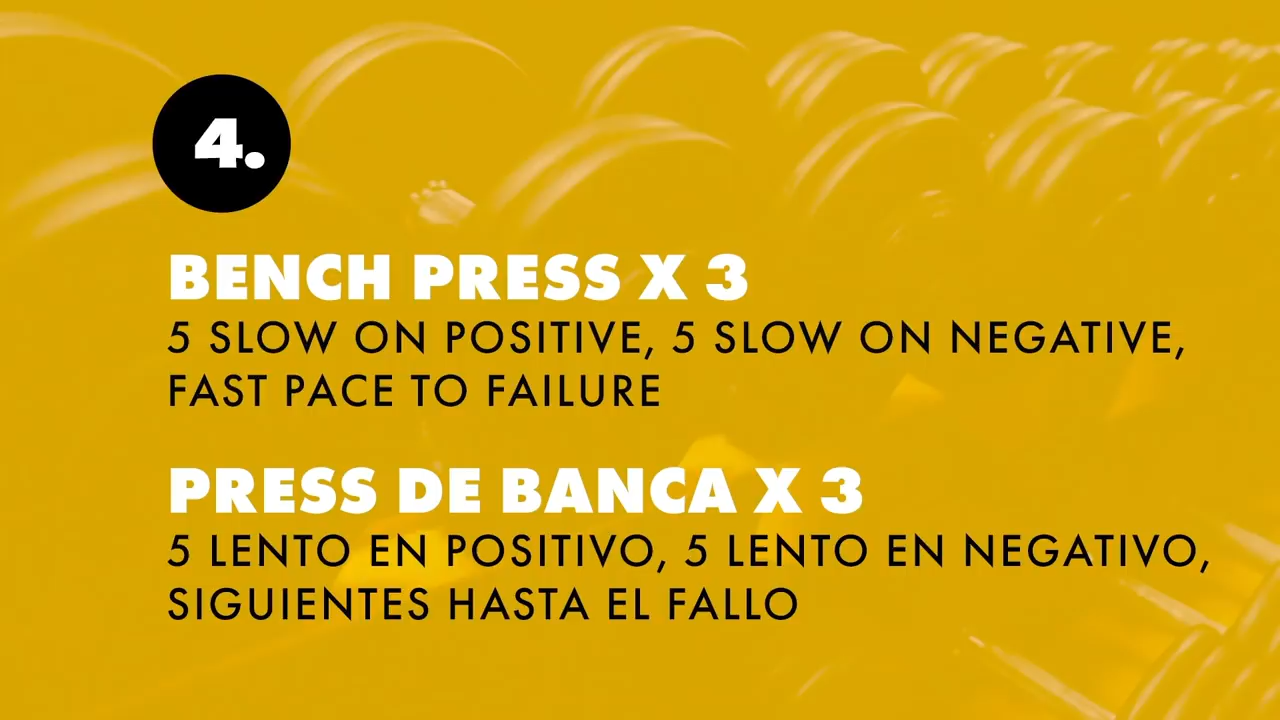 4.
BENCH PRESS X 3
5 SLOW ON POSITIVE, 5 SLOW ON NEGATIVE,
FAST PACE TO FAILURE
PRESS DE BANCA X 3
5 LENTO EN POSITIVO, 5 LENTO EN NEGATIVO,
SIGUIENTES HASTA EL FALLO